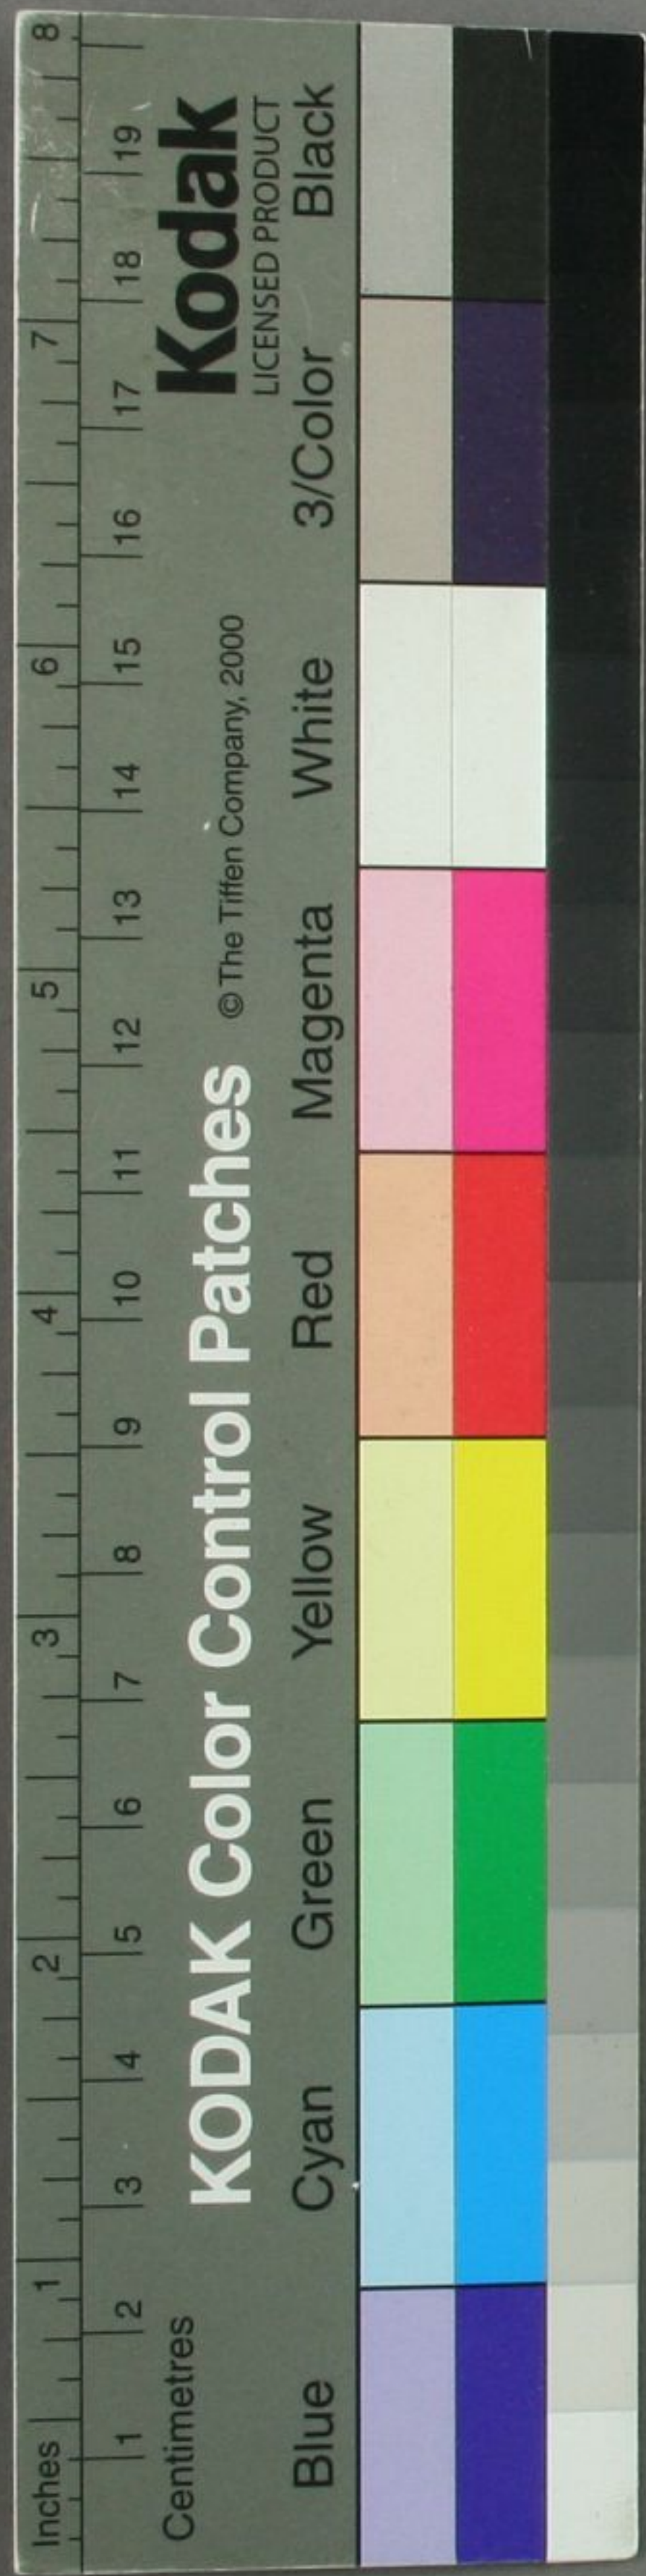 Inches 1 2 3 4 5 6 7 8
1 2 3 4 5 6 7 8 9 10 11 12 13 14 15 16 17 18 19
Centimetres
KODAK Color Control Patches © The Tiffen Company, 2000
Kodak
LICENSED PRODUCT
Blue Cyan Green Yellow Red Magenta White 3/Color Black